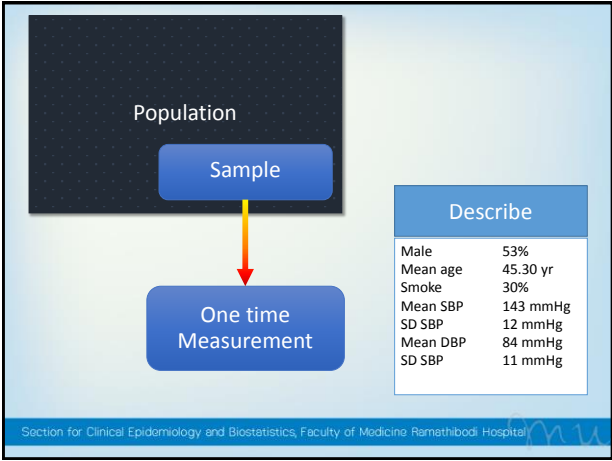 Population
Sample
One time
Measurement
Describe
Male 53%
Mean age 45.30 yr
Smoke 30%
Mean SBP 143 mmHg
SD SBP 12 mmHg
Mean DBP 84 mmHg
SD SBP 11 mmHg
Section for Clinical Epidemiology and Biostatistics, Faculty of Medicine Ramathibodi Hospital